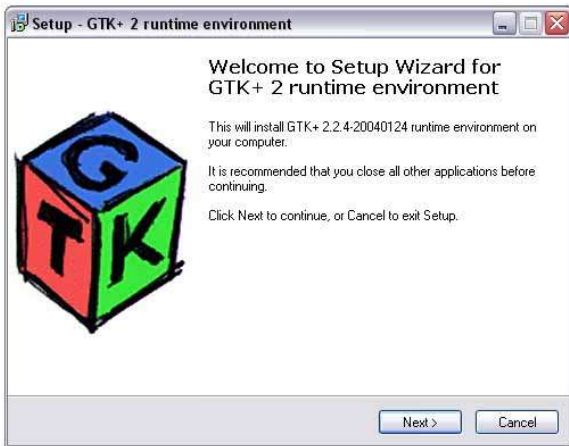 Setup - GTK+ 2 runtime environment
Welcome to Setup Wizard for
GTK+ 2 runtime environment
This will install GTK+ 2.2.4-20040124 runtime environment on
your computer.
It is recommended that you close all other applications before
continuing.
Click Next to continue, or Cancel to exit Setup.
G
T K
Next >
Cancel